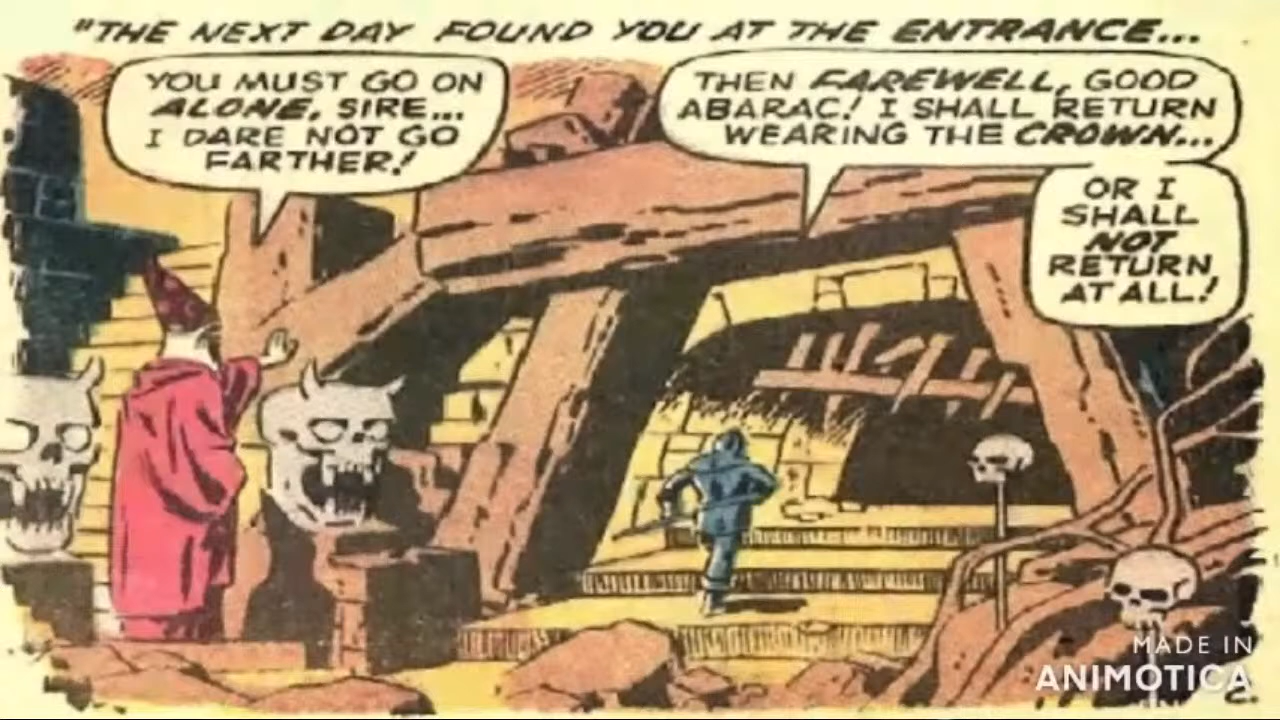 "THE NEXT DAY FOUND YOU AT THE ENTRANCE...
YOU MUST GO ON
ALONE, SIRE...
I DARE NOT GO
FARTHER!
THEN FAREWELL, GOOD
ABARAC! I SHALL RETURN
WEARING THE CROWN...
OR I
SHALL
NOT
RETURN,
AT ALL!
MADE IN
ANIMOTICA